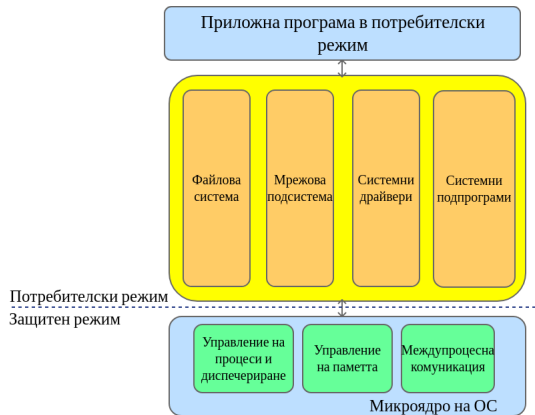 Приложна програма в потребителски
режим
Файлова
система
Мрежова
подсистема
Системни
драйвери
Системни
подпрограми
Потребителски режим
Защитен режим
Управление на
процеси и
диспечериране
Управление
на паметта
Междупроцесна
комуникация
Микроядро на ОС